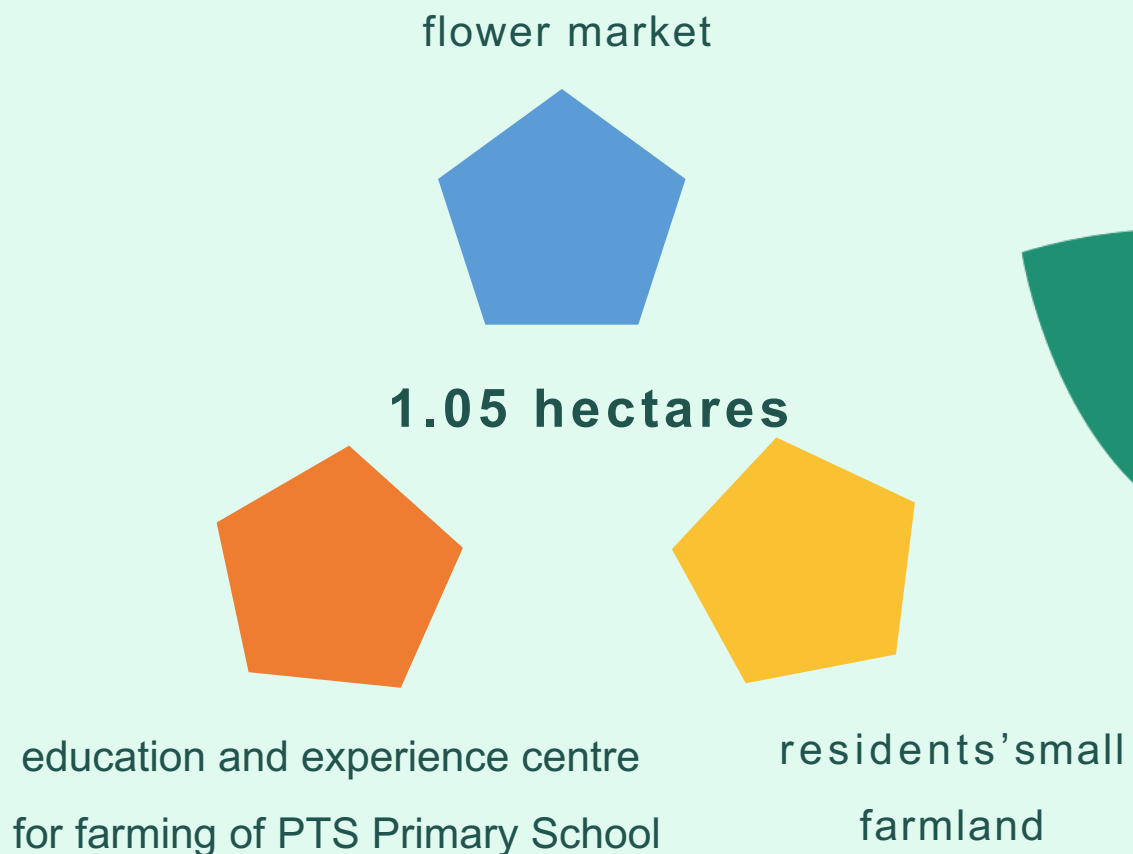 flower market
1.05 hectares
education and experience centre
for farming of PTS Primary School
residents’small
farmland